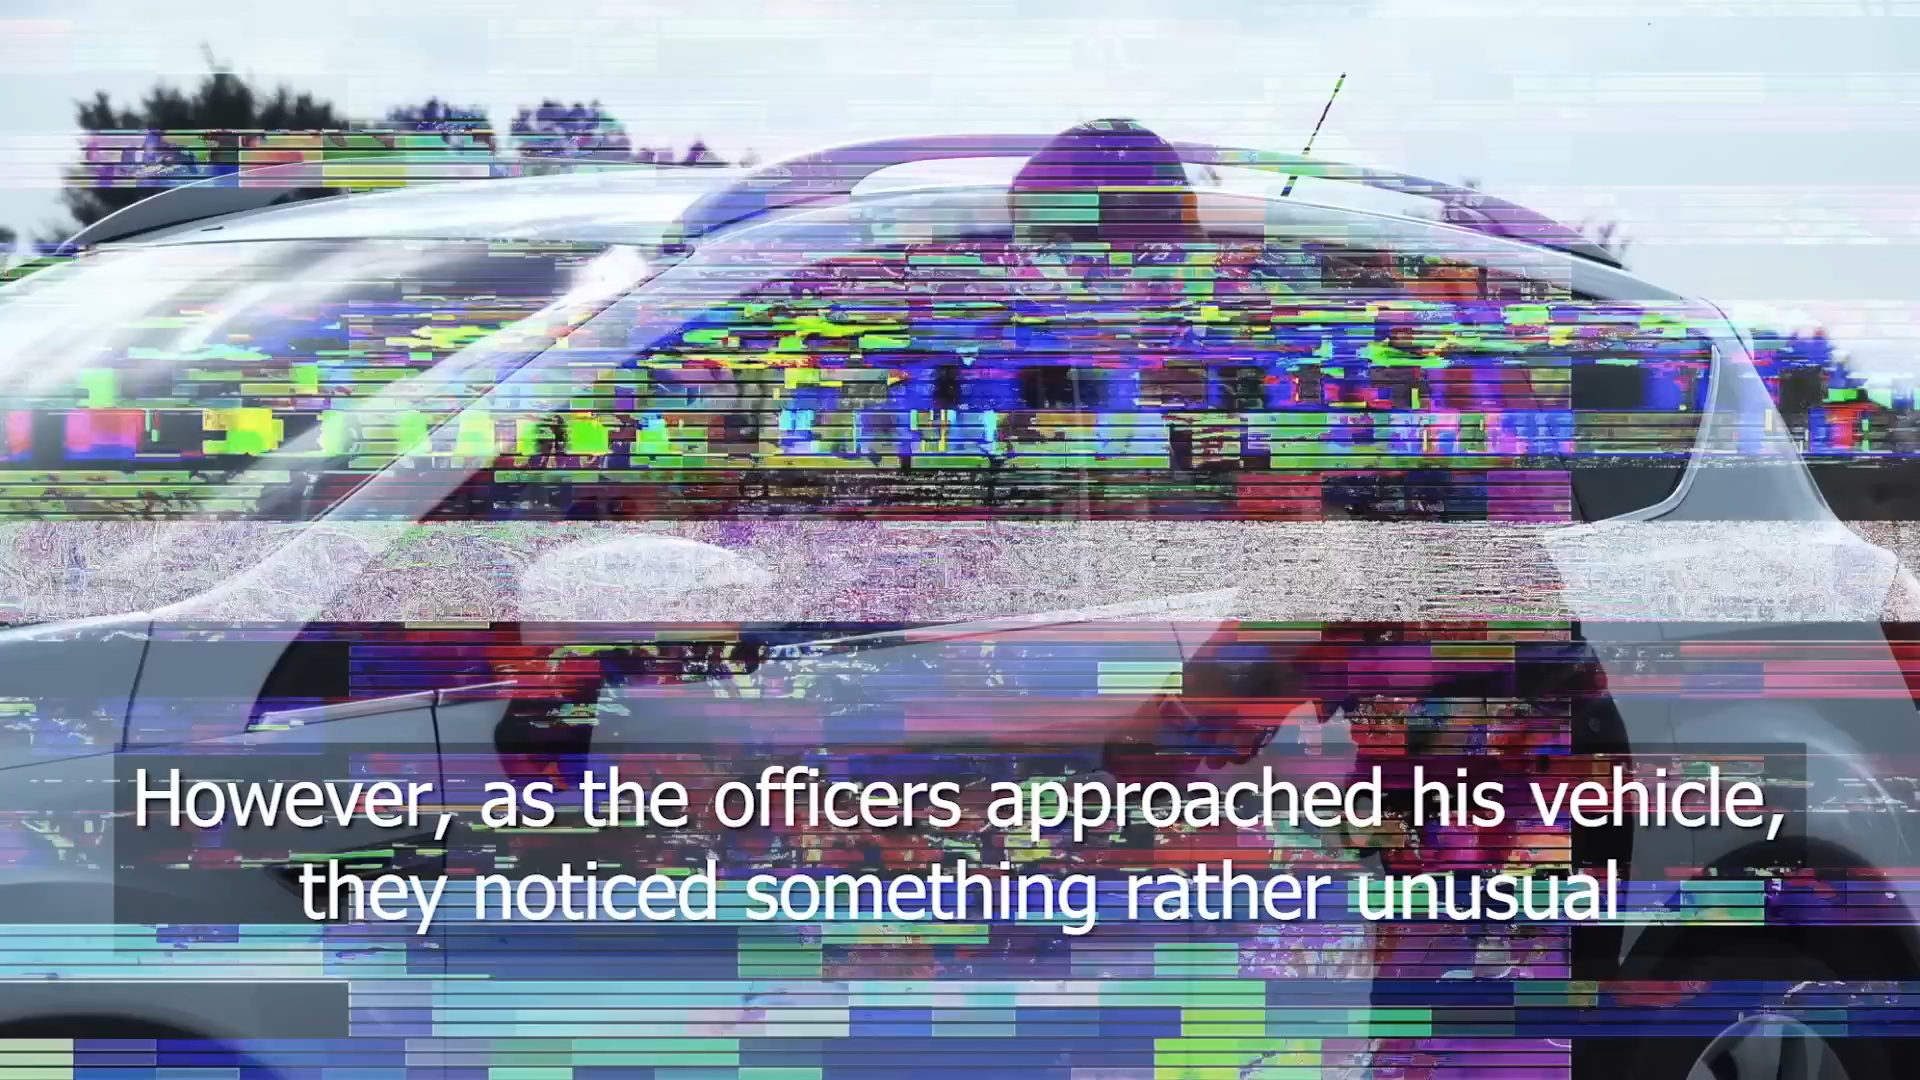 However, as the officers approached his vehicle,
they noticed something rather unusual